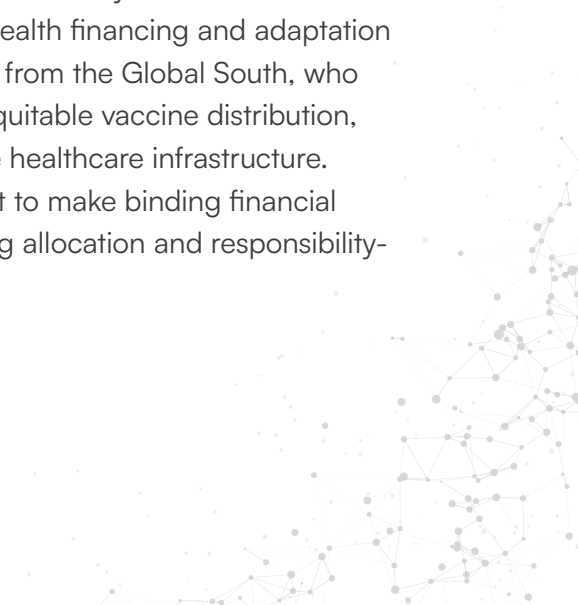 ealth financing and adaptation
from the Global South, who
quitable vaccine distribution,
healthcare infrastructure.
t to make binding financial
g allocation and responsibility-